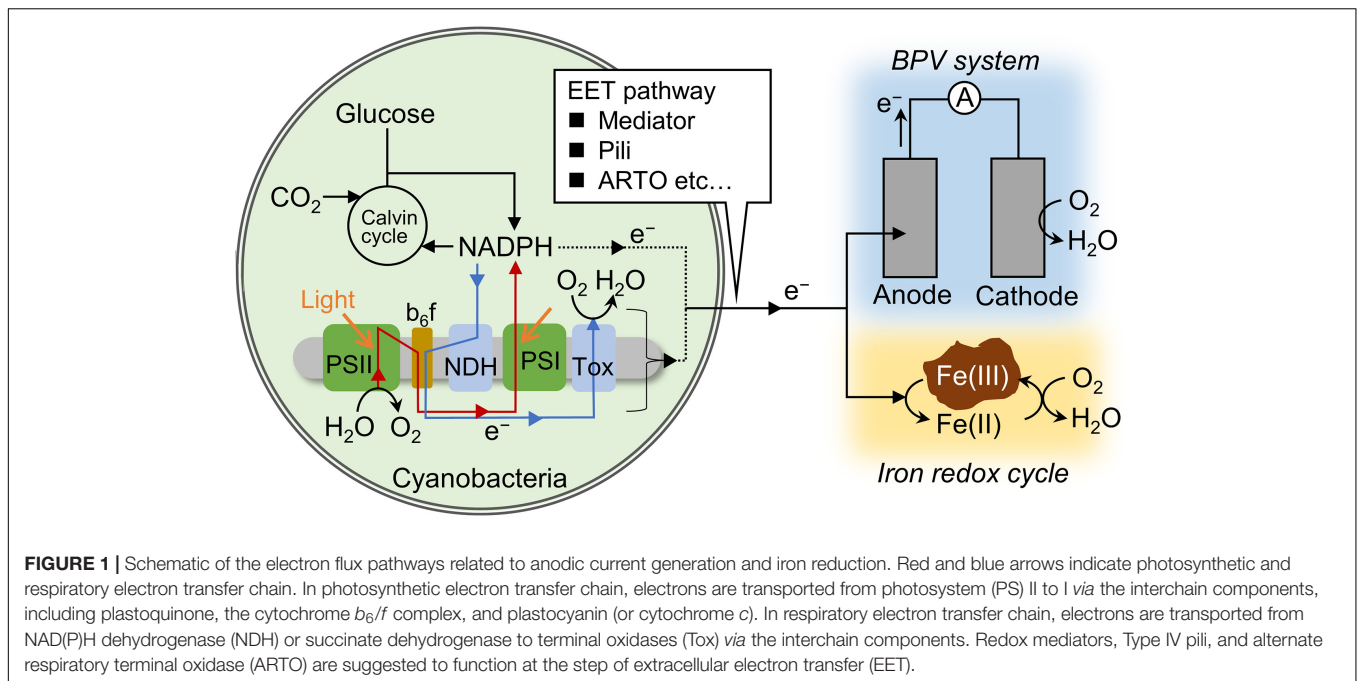 BPV system
EET pathway
■ Mediator
■ Pili
■ ARTO etc…
e⁻
A
Glucose
CO₂
Calvin
cycle
NADPH
e⁻
O₂
H₂O
Anode
Cathode
e⁻
Light
b₆f
O₂ H₂O
PSII
NDH
PSI
Tox
H₂O
O₂
e⁻
Cyanobacteria
Fe(III)
Fe(II)
O₂
H₂O
Iron redox cycle
FIGURE 1 | Schematic of the electron flux pathways related to anodic current generation and iron reduction. Red and blue arrows indicate photosynthetic and
respiratory electron transfer chain. In photosynthetic electron transfer chain, electrons are transported from photosystem (PS) II to I via the interchain components,
including plastoquinone, the cytochrome b₆/f complex, and plastocyanin (or cytochrome c). In respiratory electron transfer chain, electrons are transported from
NAD(P)H dehydrogenase (NDH) or succinate dehydrogenase to terminal oxidases (Tox) via the interchain components. Redox mediators, Type IV pili, and alternate
respiratory terminal oxidase (ARTO) are suggested to function at the step of extracellular electron transfer (EET).